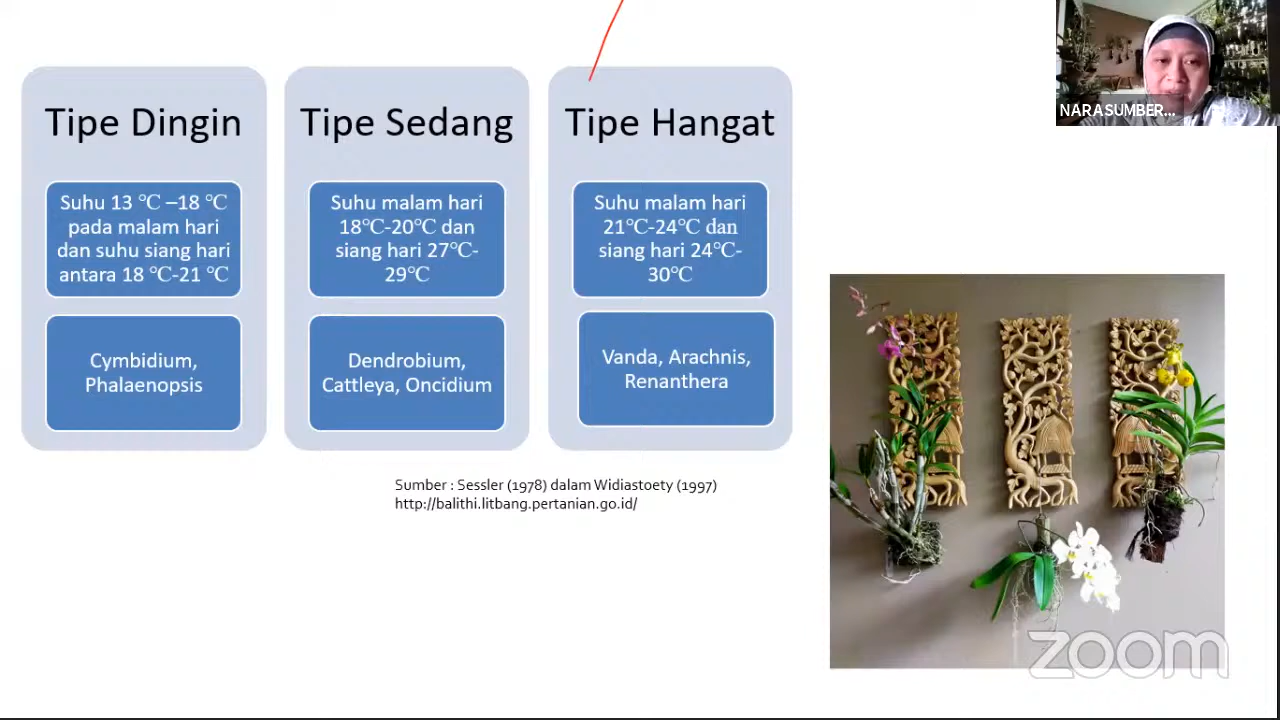 Tipe Dingin
Suhu 13 ℃ –18 ℃
pada malam hari
dan suhu siang hari
antara 18 ℃-21 ℃
Cymbidium,
Phalaenopsis
Tipe Sedang
Suhu malam hari
18℃-20℃ dan
siang hari 27℃-
29℃
Dendrobium,
Cattleya, Oncidium
Tipe Hangat
Suhu malam hari
21℃-24℃ dan
siang hari 24℃-
30℃
Vanda, Arachnis,
Renanthera
Sumber : Sessler (1978) dalam Widiastoety (1997)
http://balithi.litbang.pertanian.go.id/
NARASUMBER...
zoom